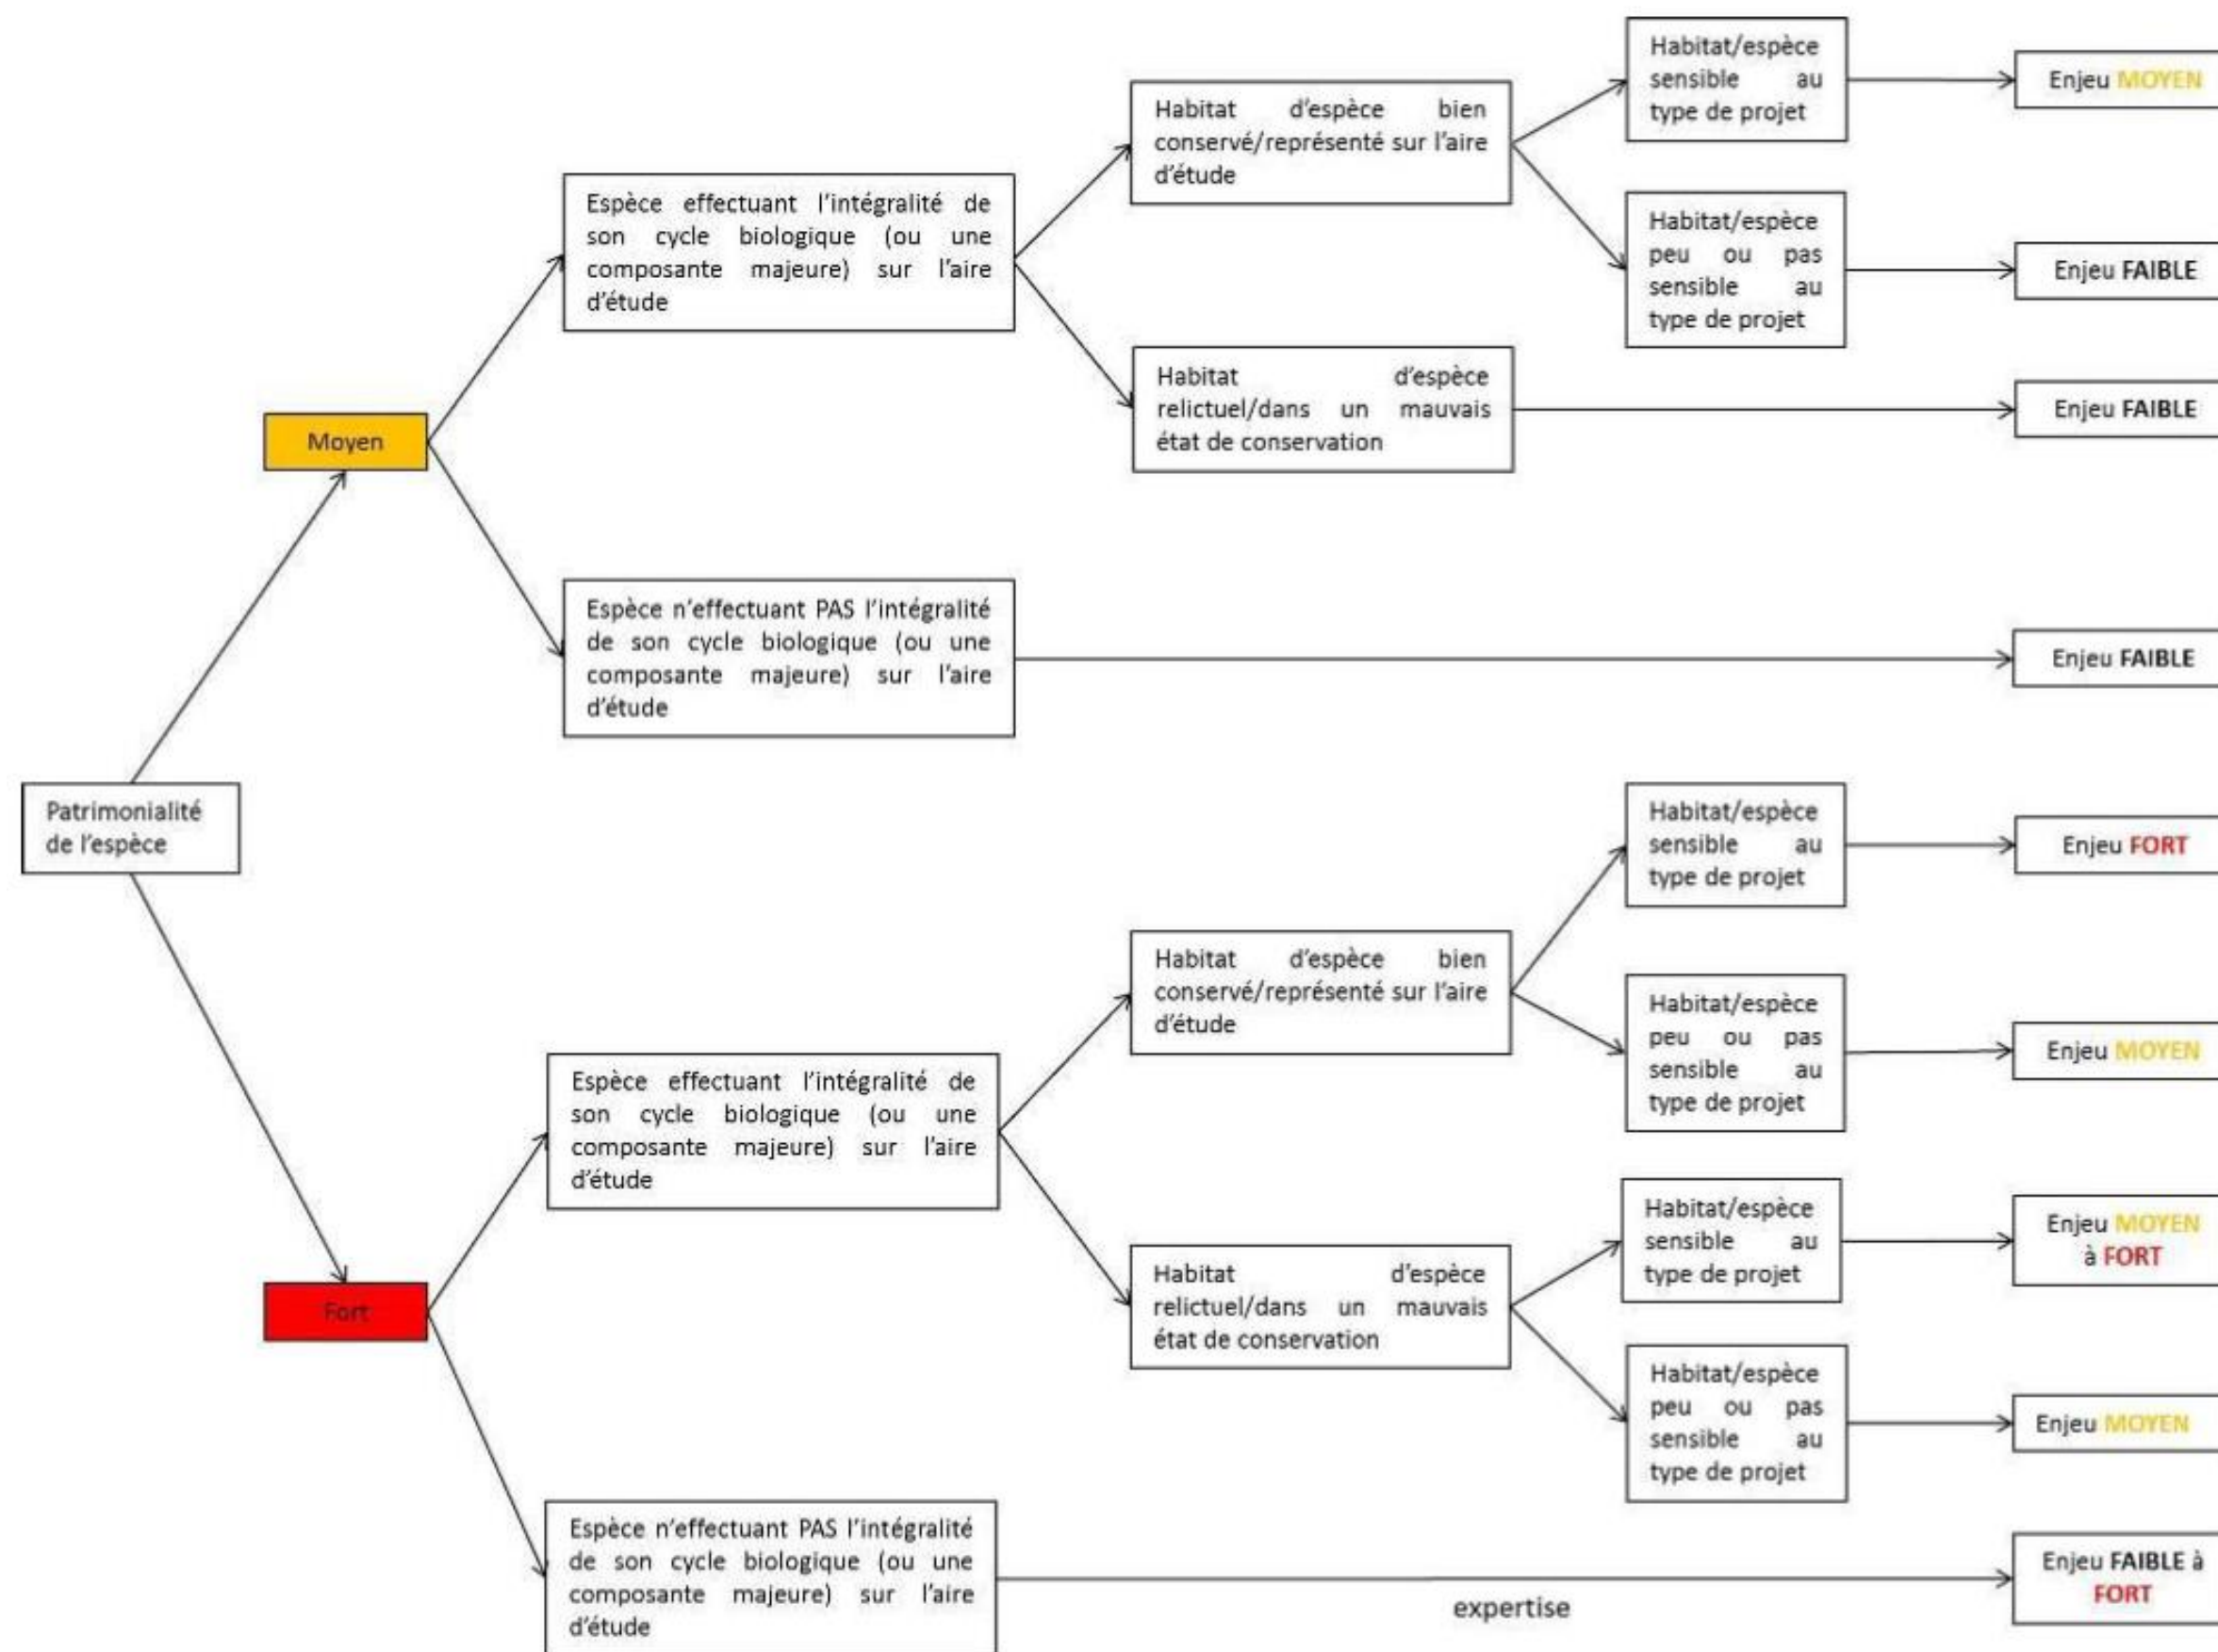 Patrimonialité
de l'espèce
Moyen
Espèce effectuant l'intégralité de
son cycle biologique (ou une
composante majeure) sur l'aire
d'étude
Habitat d'espèce bien
conservé/représenté sur l'aire
d'étude
Habitat/espèce
sensible au
type de projet
Enjeu MOYEN
Habitat/espèce
peu ou pas
sensible au
type de projet
Enjeu FAIBLE
Habitat d'espèce
relictuel/dans un mauvais
état de conservation
Enjeu FAIBLE
Espèce n'effectuant PAS l'intégralité
de son cycle biologique (ou une
composante majeure) sur l'aire
d'étude
Enjeu FAIBLE
Fort
Espèce effectuant l'intégralité de
son cycle biologique (ou une
composante majeure) sur l'aire
d'étude
Habitat d'espèce bien
conservé/représenté sur l'aire
d'étude
Habitat/espèce
sensible au
type de projet
Enjeu FORT
Habitat/espèce
peu ou pas
sensible au
type de projet
Enjeu MOYEN
Habitat d'espèce
relictuel/dans un mauvais
état de conservation
Habitat/espèce
sensible au
type de projet
Enjeu MOYEN
à FORT
Habitat/espèce
peu ou pas
sensible au
type de projet
Enjeu MOYEN
Espèce n'effectuant PAS l'intégralité
de son cycle biologique (ou une
composante majeure) sur l'aire
d'étude
expertise
Enjeu FAIBLE à
FORT